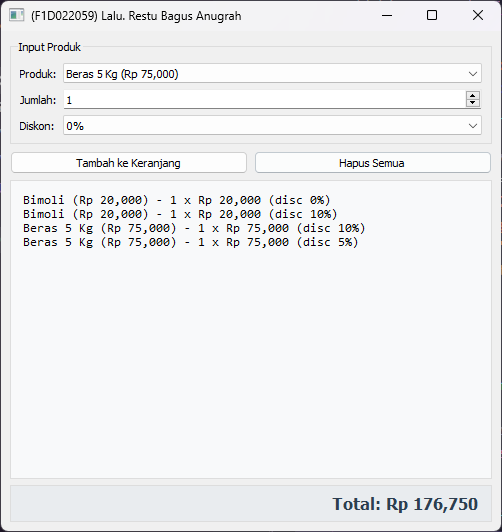 (F1D022059) Lalu. Restu Bagus Anugrah
Input Produk
Produk: Beras 5 Kg (Rp 75,000)
Jumlah: 1
Diskon: 0%
Tambah ke Keranjang Hapus Semua
Bimoli (Rp 20,000) - 1 x Rp 20,000 (disc 0%)
Bimoli (Rp 20,000) - 1 x Rp 20,000 (disc 10%)
Beras 5 Kg (Rp 75,000) - 1 x Rp 75,000 (disc 10%)
Beras 5 Kg (Rp 75,000) - 1 x Rp 75,000 (disc 5%)
Total: Rp 176,750